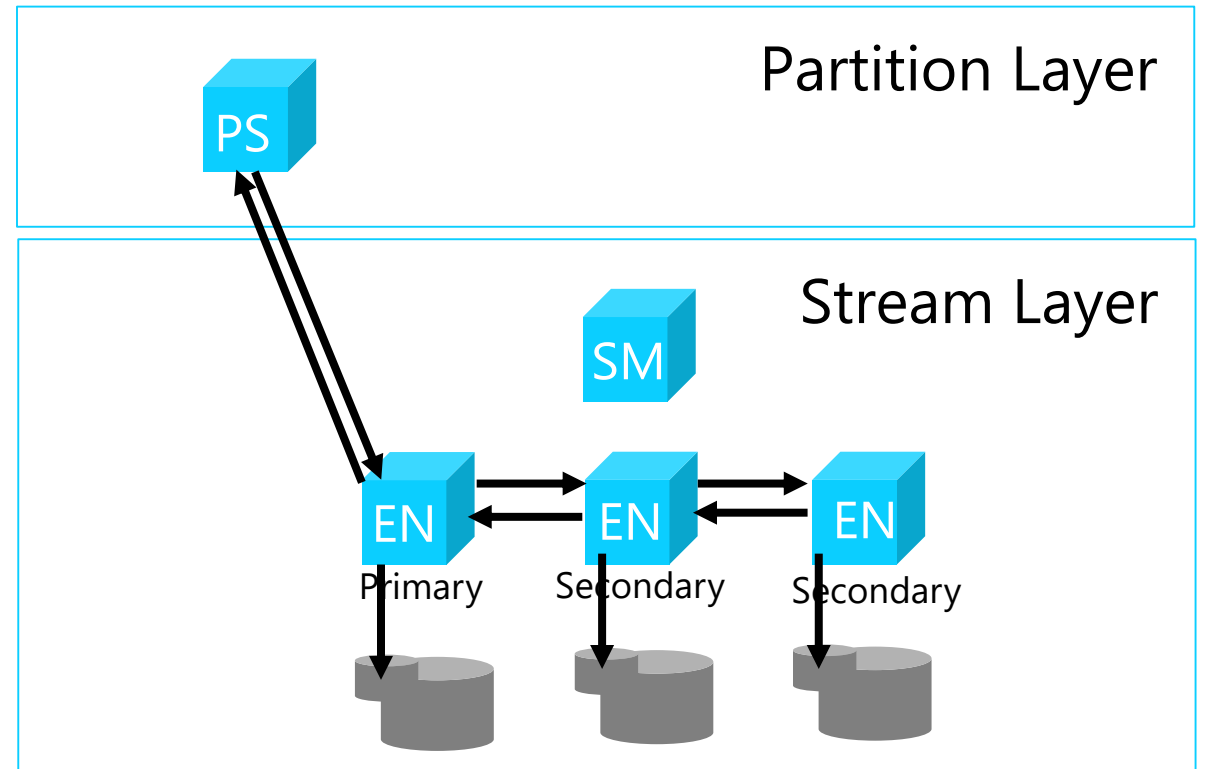 Partition Layer
PS
Stream Layer
SM
EN
EN
EN
Primary
Secondary
Secondary